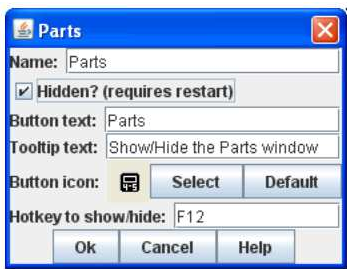 Parts
Name: Parts
Hidden? (requires restart)
Button text: Parts
Tooltip text: Show/Hide the Parts window
Button icon: Select Default
Hotkey to show/hide: F12
Ok Cancel Help